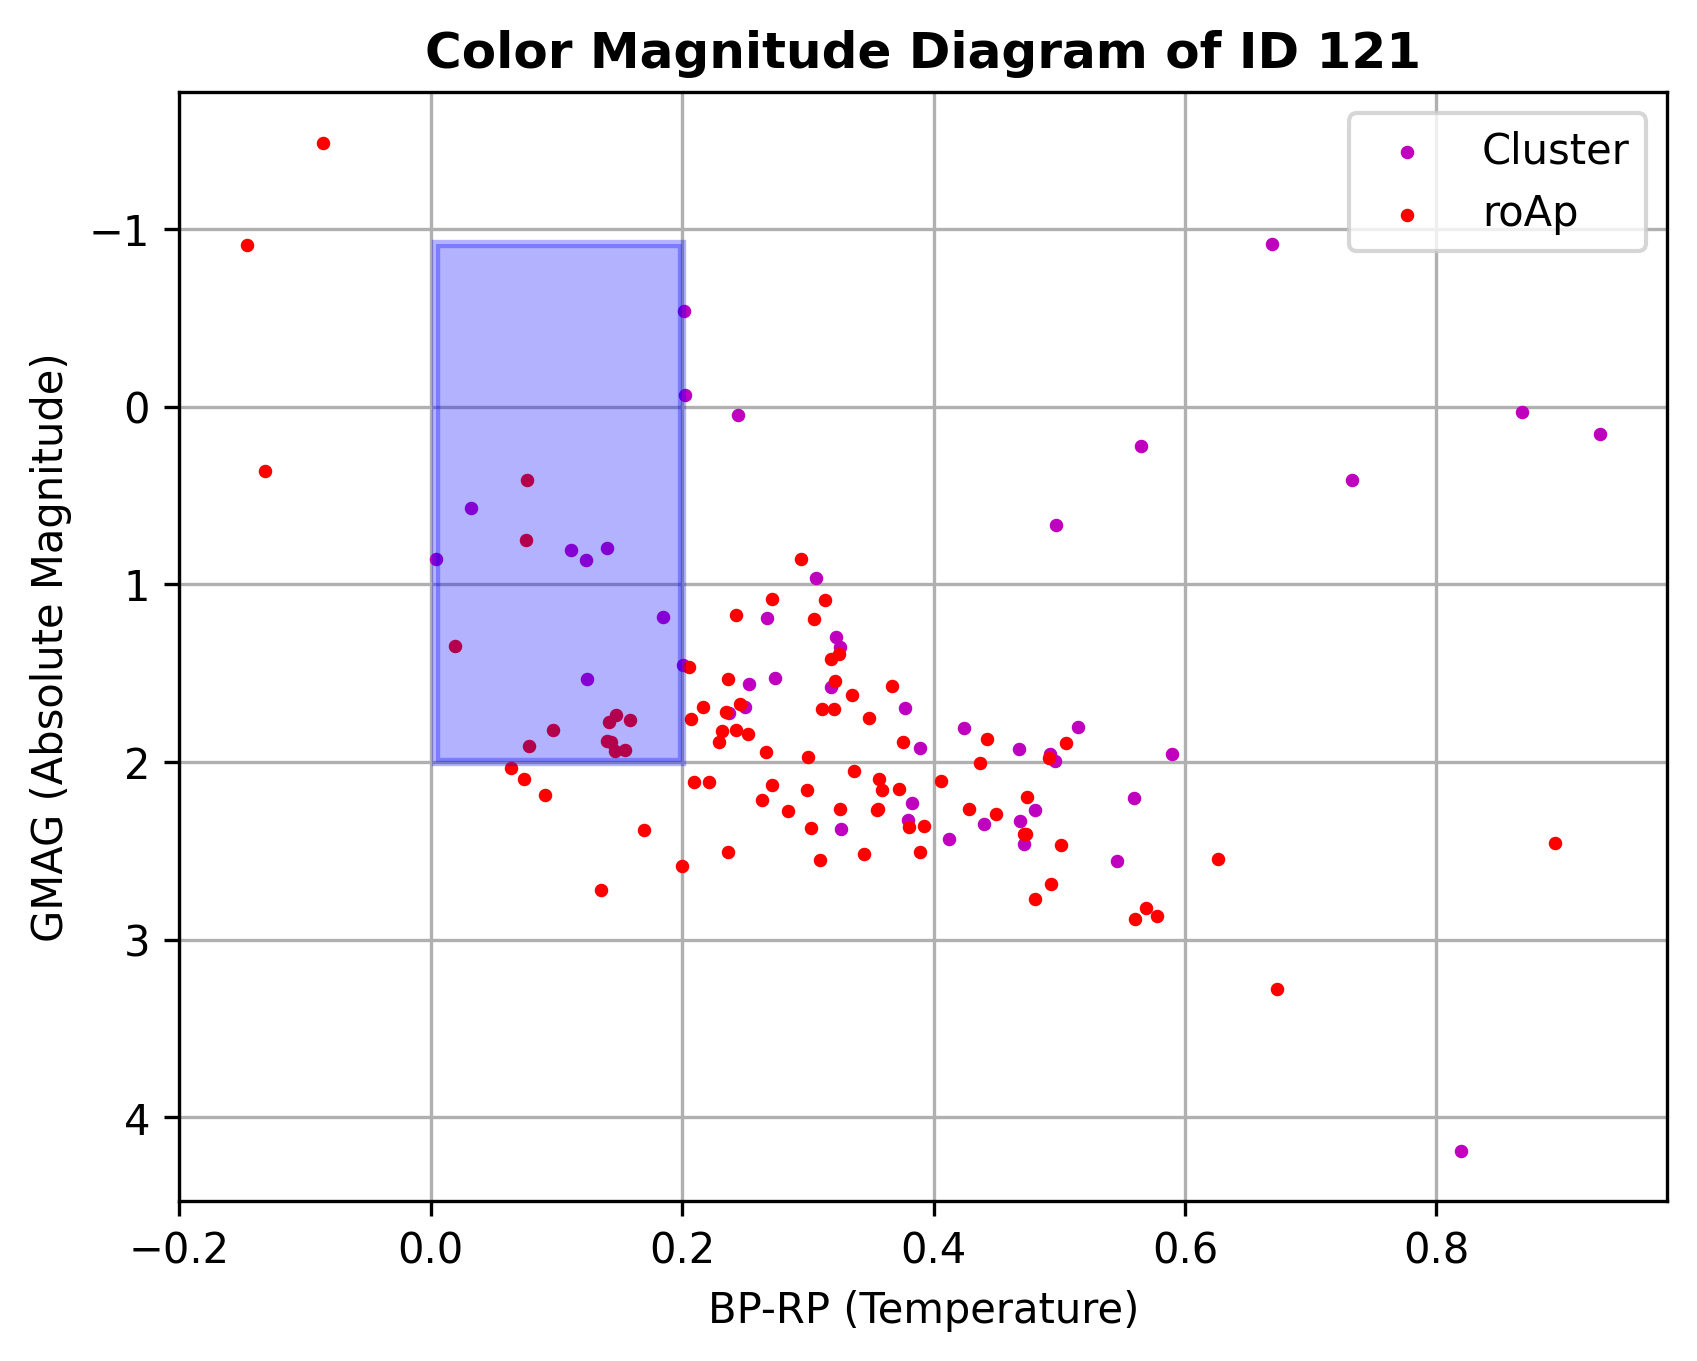 Color Magnitude Diagram of ID 121
Cluster
roAp
GMAG (Absolute Magnitude)
−1
0
1
2
3
4
−0.2 0.0 0.2 0.4 0.6 0.8
BP-RP (Temperature)